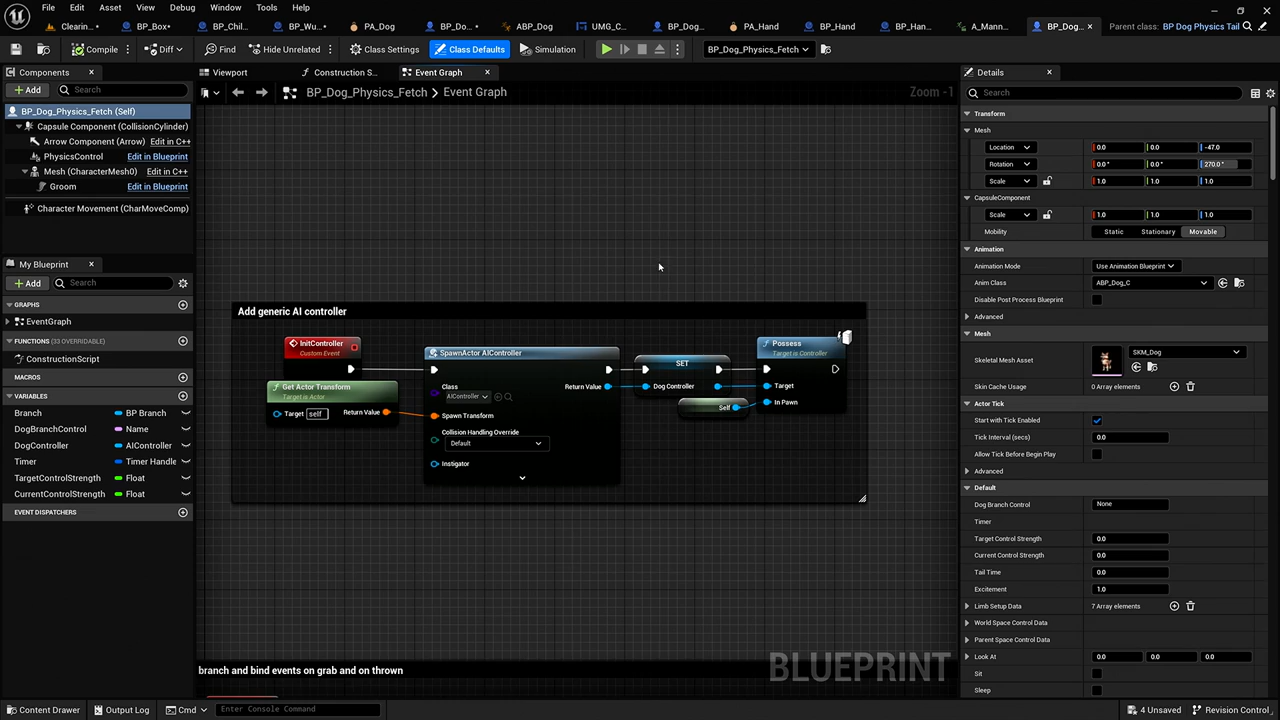 File Edit Asset View Debug Window Tools Help
Clearin...
BP_Box*
BP_Chil...
BP_Wu...
PA_Dog
BP_Do...
ABP_Dog
UMG_C...
BP_Dog...
PA_Hand
BP_Hand
BP_Han...
A_Mann...
BP_Dog...
Parent class: BP Dog Physics Tail
Compile
Diff
Find
Hide Unrelated
Class Settings
Class Defaults
Simulation
BP_Dog_Physics_Fetch
Components
Add
Search
BP_Dog_Physics_Fetch (Self)
Capsule Component (CollisionCylinder)
Arrow Component (Arrow) Edit in C++
PhysicsControl Edit in Blueprint
Mesh (CharacterMesh0) Edit in C++
Groom Edit in Blueprint
Character Movement (CharMoveComp)
My Blueprint
Add
Search
GRAPHS
EventGraph
FUNCTIONS (33 OVERRIDABLE)
ConstructionScript
MACROS
VARIABLES
Branch BP Branch
DogBranchControl Name
DogController AIController
Timer Timer Handle
TargetControlStrength Float
CurrentControlStrength Float
EVENT DISPATCHERS
Viewport
Construction S...
Event Graph
BP_Dog_Physics_Fetch > Event Graph
Zoom -1
Add generic AI controller
InitController
Custom Event
Get Actor Transform
Target is Actor
Target self Return Value
SpawnActor AIController
Class
AIController
Return Value
Spawn Transform
Collision Handling Override
Default
Instigator
SET
Dog Controller
Self
Possess
Target is Controller
Target
In Pawn
branch and bind events on grab and on thrown
BLUEPRINT
Details
Search
Transform
Mesh
Location 0.0 0.0 -47.0
Rotation 0.0° 0.0° 270.0°
Scale 1.0 1.0 1.0
CapsuleComponent
Scale 1.0 1.0 1.0
Mobility Static Stationary Movable
Animation
Animation Mode Use Animation Blueprint
Anim Class ABP_Dog_C
Disable Post Process Blueprint
Advanced
Mesh
Skeletal Mesh Asset SKM_Dog
Skin Cache Usage 0 Array elements
Actor Tick
Start with Tick Enabled
Tick Interval (secs) 0.0
Allow Tick Before Begin Play
Advanced
Default
Dog Branch Control None
Timer
Target Control Strength 0.0
Current Control Strength 0.0
Tail Time 0.0
Excitement 1.0
Limb Setup Data 7 Array elements
World Space Control Data
Parent Space Control Data
Look At 0.0 0.0 0.0
Sit
Sleep
Content Drawer
Output Log
Cmd
Enter Console Command
4 Unsaved
Revision Control